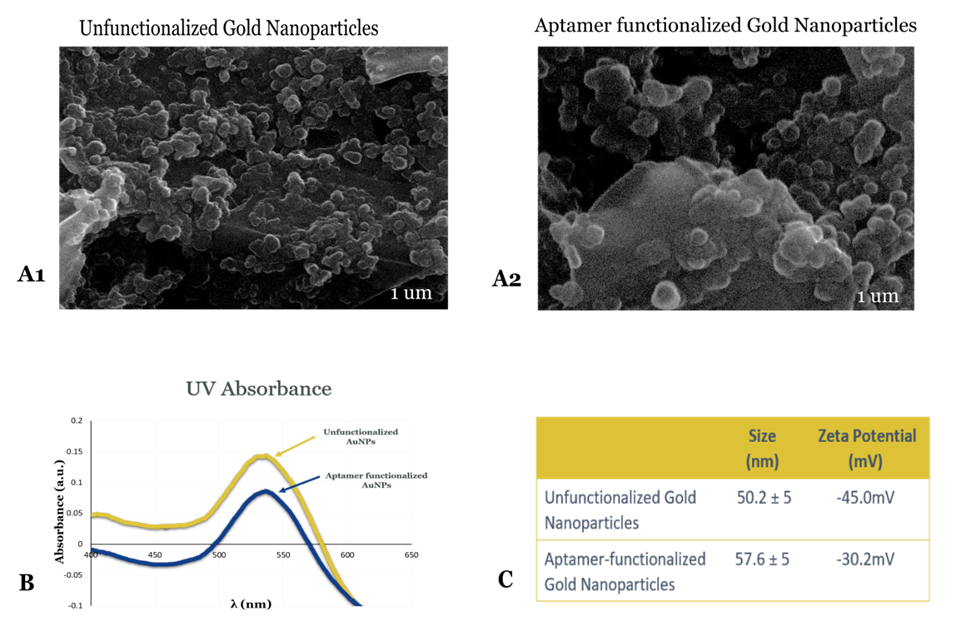 Unfunctionalized Gold Nanoparticles
Aptamer functionalized Gold Nanoparticles
A1
1 um
A2
1 um
UV Absorbance
Absorbance (a.u.)
0.2
0.15
0.1
0.05
0
-0.05
-0.1
400
450
500
550
600
650
λ (nm)
Unfunctionalized
AuNPs
Aptamer functionalized
AuNPs
B
Size
(nm)
Zeta Potential
(mV)
Unfunctionalized Gold
Nanoparticles
50.2 ± 5
-45.0mV
Aptamer-functionalized
Gold Nanoparticles
57.6 ± 5
-30.2mV
C